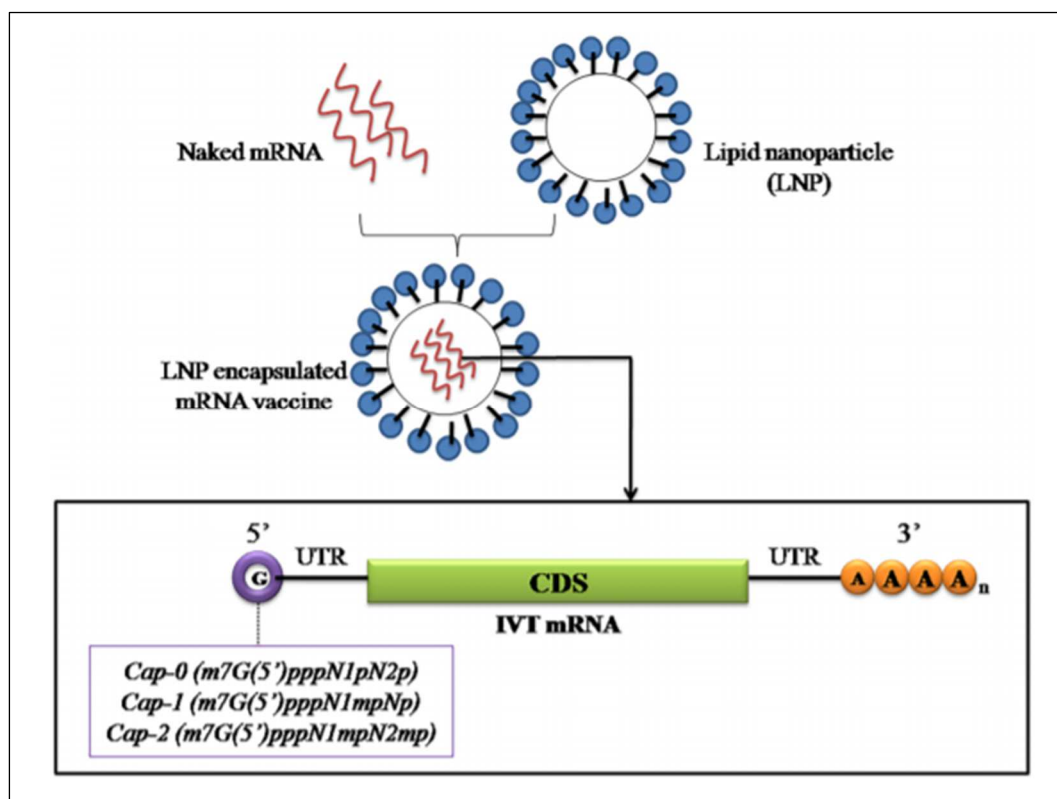 Naked mRNA
Lipid nanoparticle
(LNP)
LNP encapsulated
mRNA vaccine
5’
3’
UTR
UTR
G
CDS
A A A A n
IVT mRNA
Cap-0 (m7G(5’)pppN1pN2p)
Cap-1 (m7G(5’)pppN1mpNp)
Cap-2 (m7G(5’)pppN1mpN2mp)